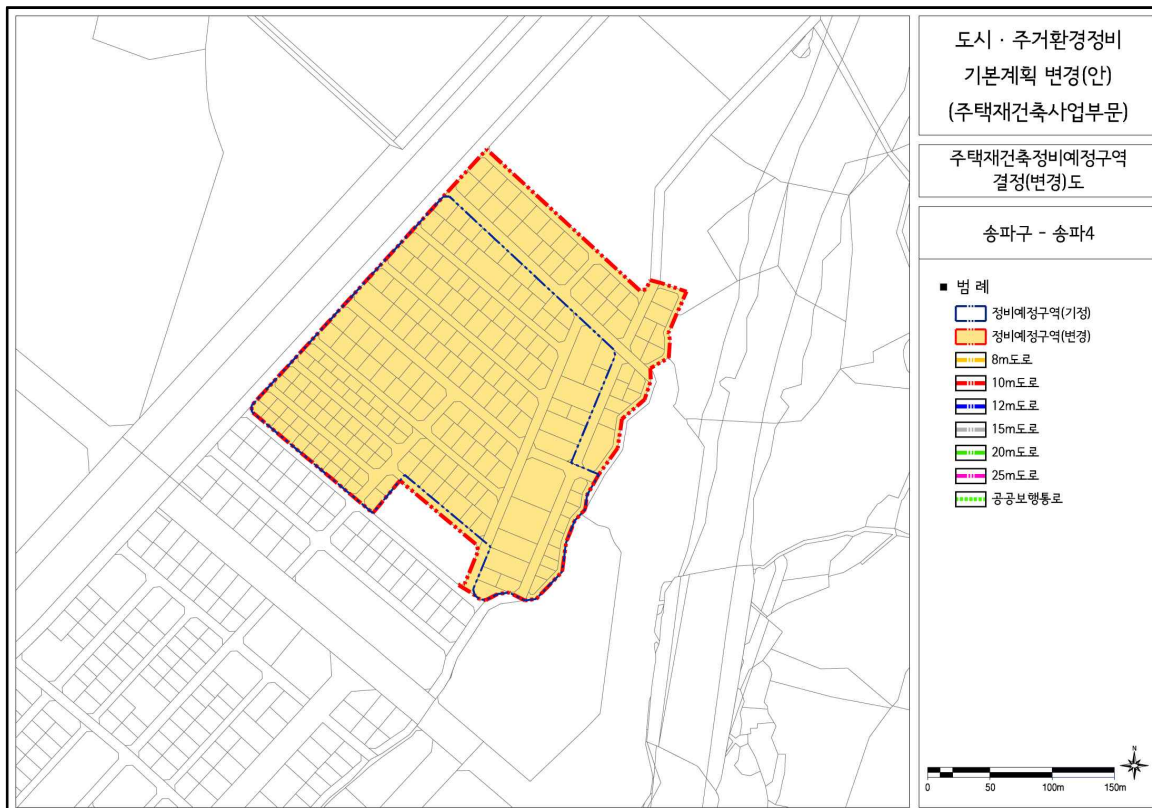 도시 · 주거환경정비
기본계획 변경(안)
(주택재건축사업부문)
주택재건축정비예정구역
결정(변경)도
송파구 - 송파4
■ 범 례
정비예정구역(기정)
정비예정구역(변경)
8m도로
10m도로
12m도로
15m도로
20m도로
25m도로
공공보행통로
N
0 50 100m 150m